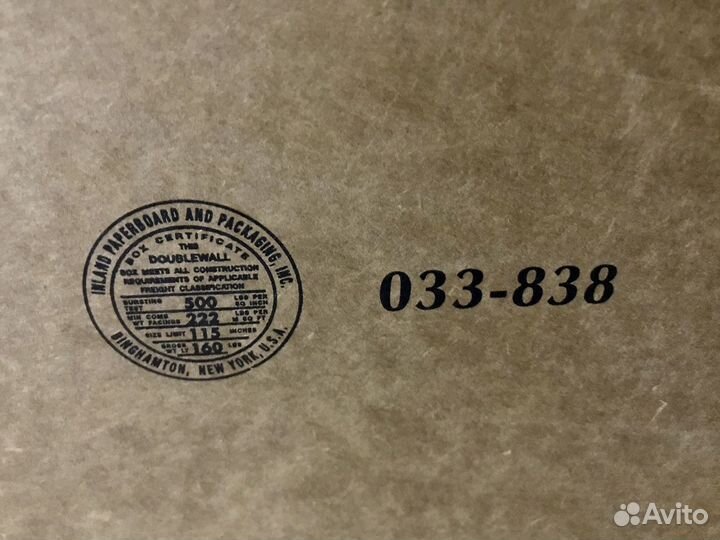 INLAND PAPERBOARD AND PACKAGING, INC.
BOX CERTIFICATE
THIS
DOUBLEWALL
BOX MEETS ALL CONSTRUCTION
REQUIREMENTS OF APPLICABLE
FREIGHT CLASSIFICATION
BURSTING TEST 500 LBS PER SQ INCH
MIN COMB WT FACINGS 222 LBS PER M SQ FT
SIZE LIMIT 115 INCHES
GROSS WT LT 160 LBS
BINGHAMTON, NEW YORK, U.S.A.
033-838
Avito